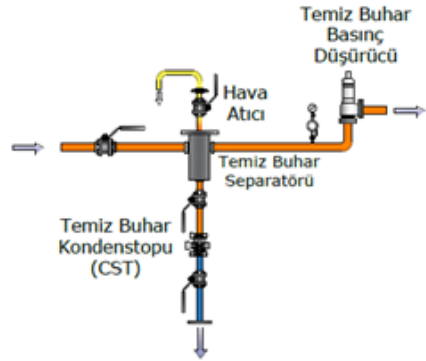 Temiz Buhar
Basınç
Düşürücü
Hava
Atıcı
Temiz Buhar
Separatörü
Temiz Buhar
Kondenstopu
(CST)